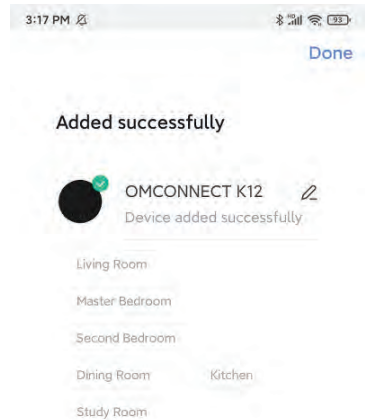 3:17 PM
93
Done
Added successfully
OMCONNECT K12
Device added successfully
Living Room
Master Bedroom
Second Bedroom
Dining Room Kitchen
Study Room